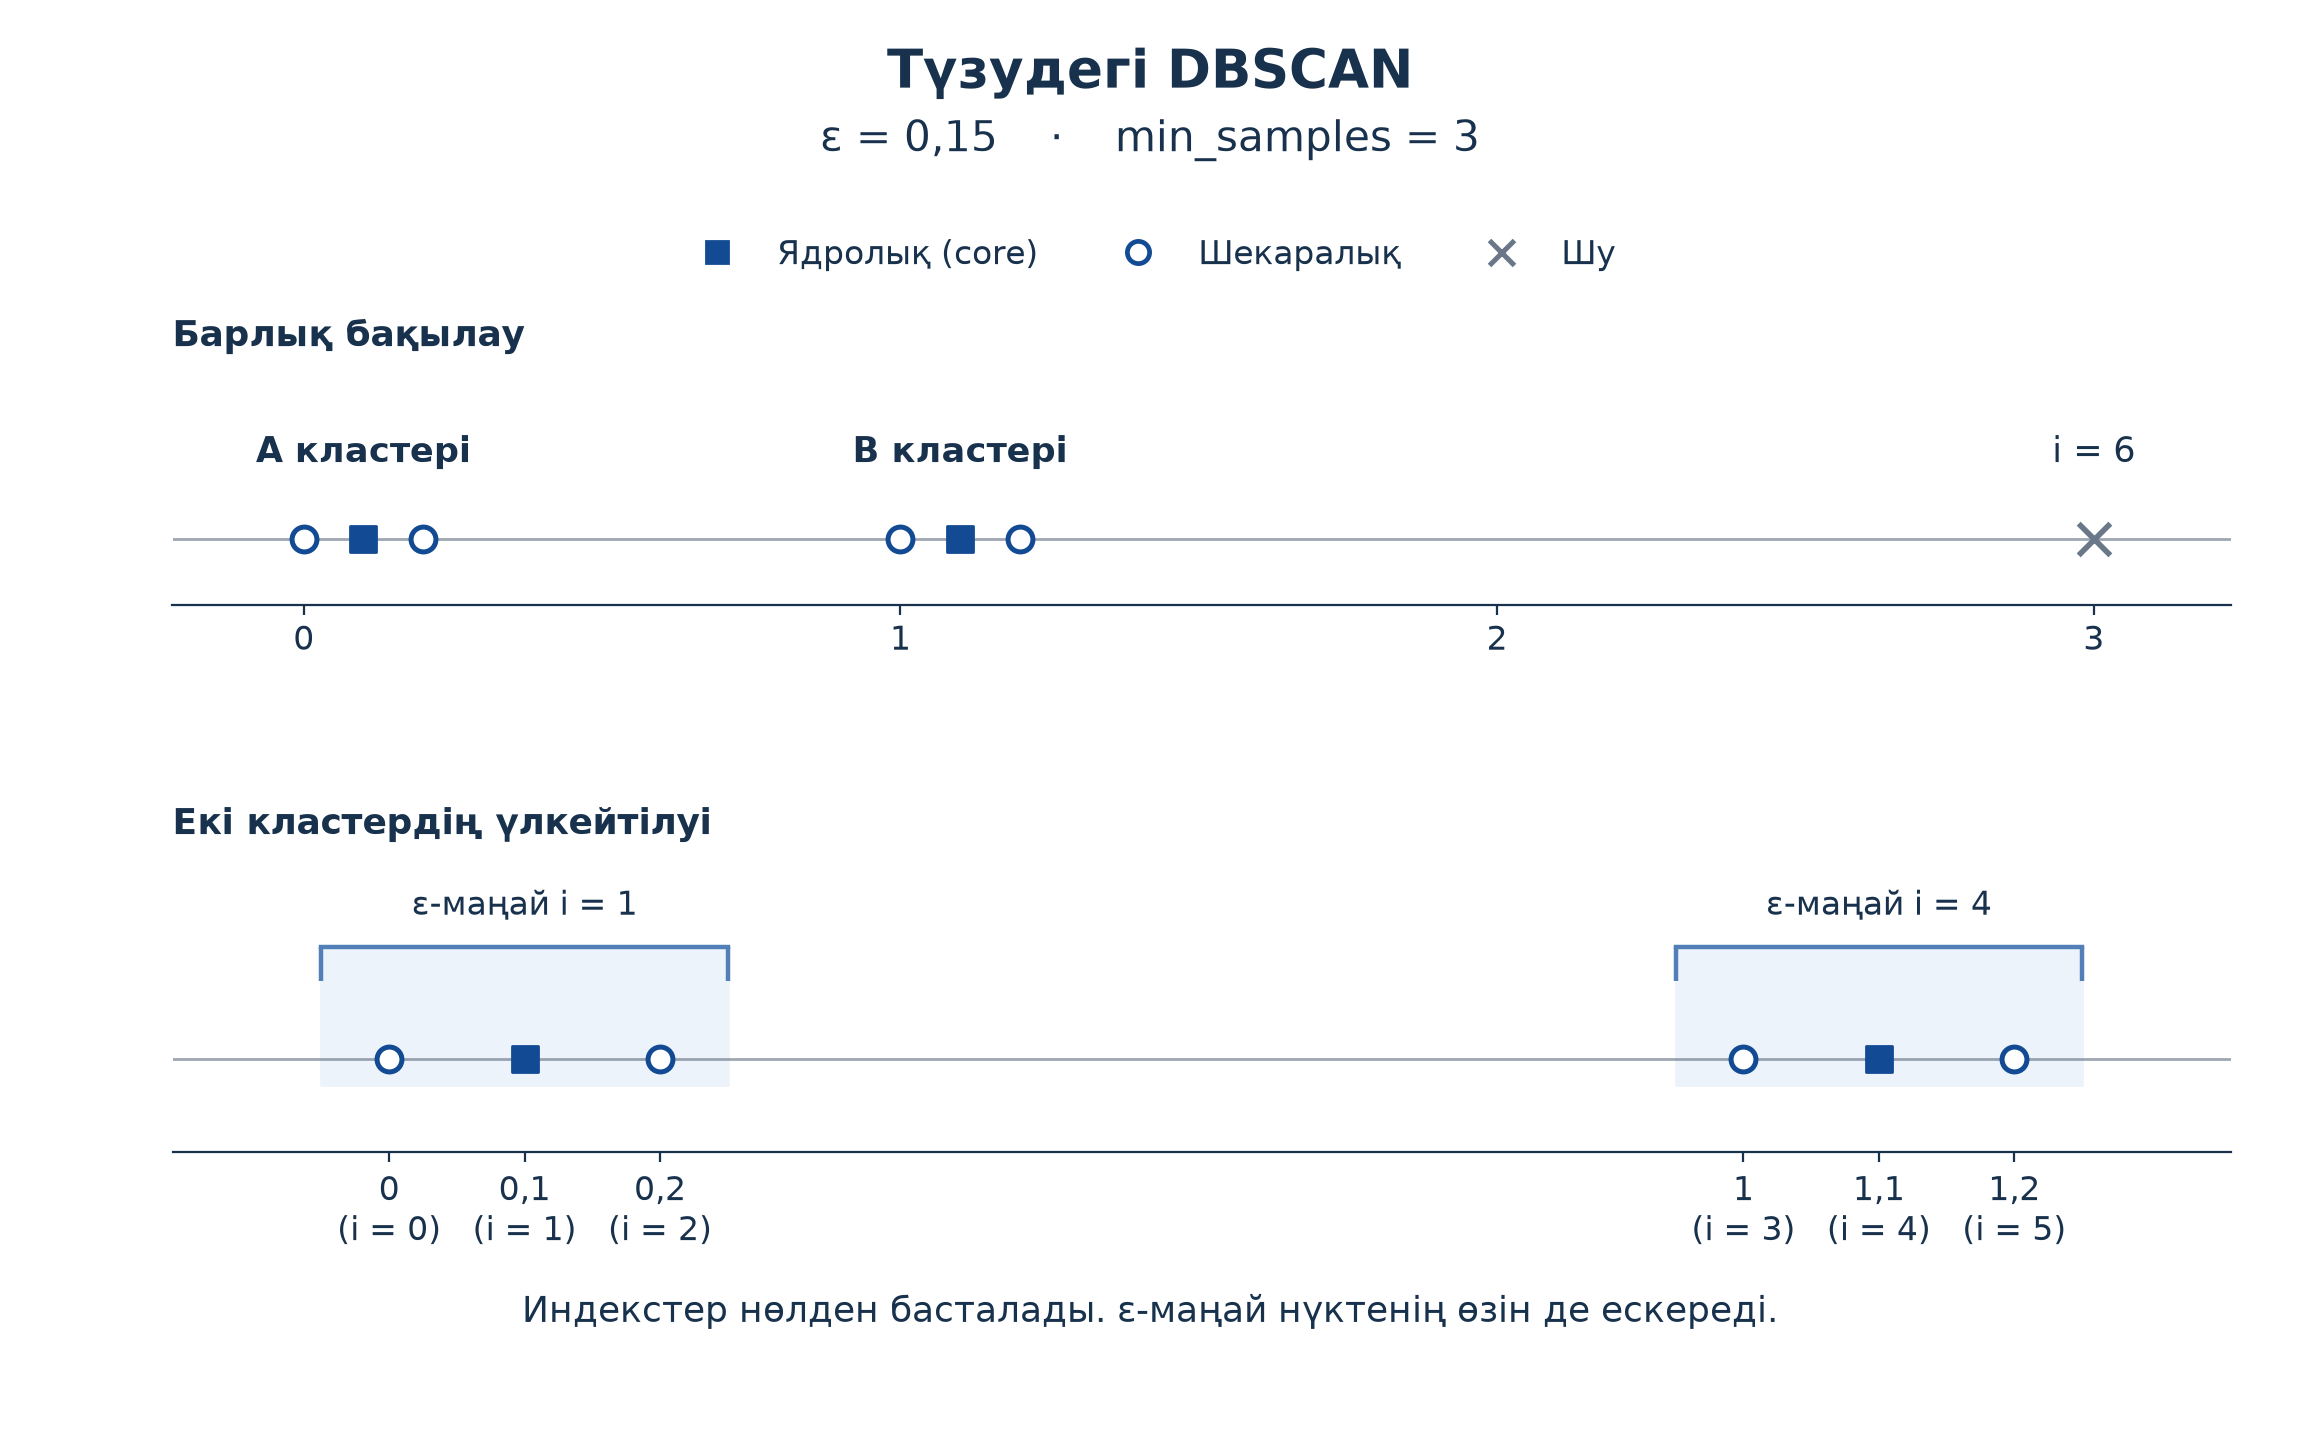 Түзудегі DBSCAN
ε = 0,15 · min_samples = 3
Ядролық (core) Шекаралық Шу
Барлық бақылау
А кластері В кластері i = 6
0 1 2 3
Екі кластердің үлкейтілуі
ε-маңай i = 1 ε-маңай i = 4
0 0,1 0,2 1 1,1 1,2
(i = 0) (i = 1) (i = 2) (i = 3) (i = 4) (i = 5)
Индекстер нөлден басталады. ε-маңай нүктенің өзін де ескереді.